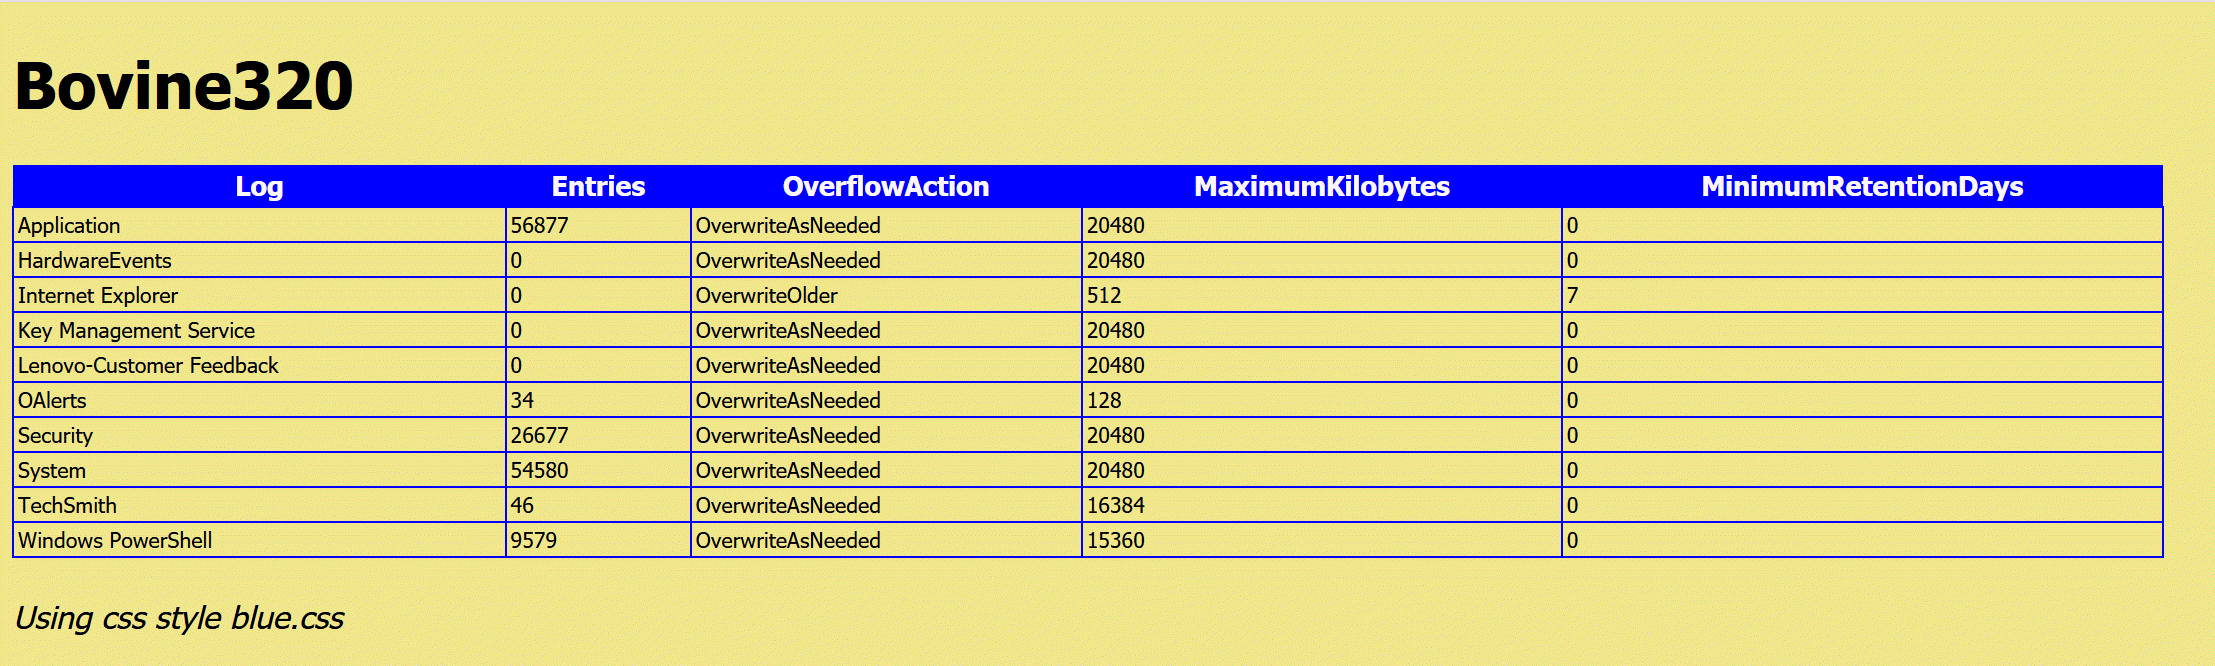 Bovine320
Log Entries OverflowAction MaximumKilobytes MinimumRetentionDays
Application 56877 OverwriteAsNeeded 20480 0
HardwareEvents 0 OverwriteAsNeeded 20480 0
Internet Explorer 0 OverwriteOlder 512 7
Key Management Service 0 OverwriteAsNeeded 20480 0
Lenovo-Customer Feedback 0 OverwriteAsNeeded 20480 0
OAlerts 34 OverwriteAsNeeded 128 0
Security 26677 OverwriteAsNeeded 20480 0
System 54580 OverwriteAsNeeded 20480 0
TechSmith 46 OverwriteAsNeeded 16384 0
Windows PowerShell 9579 OverwriteAsNeeded 15360 0
Using css style blue.css